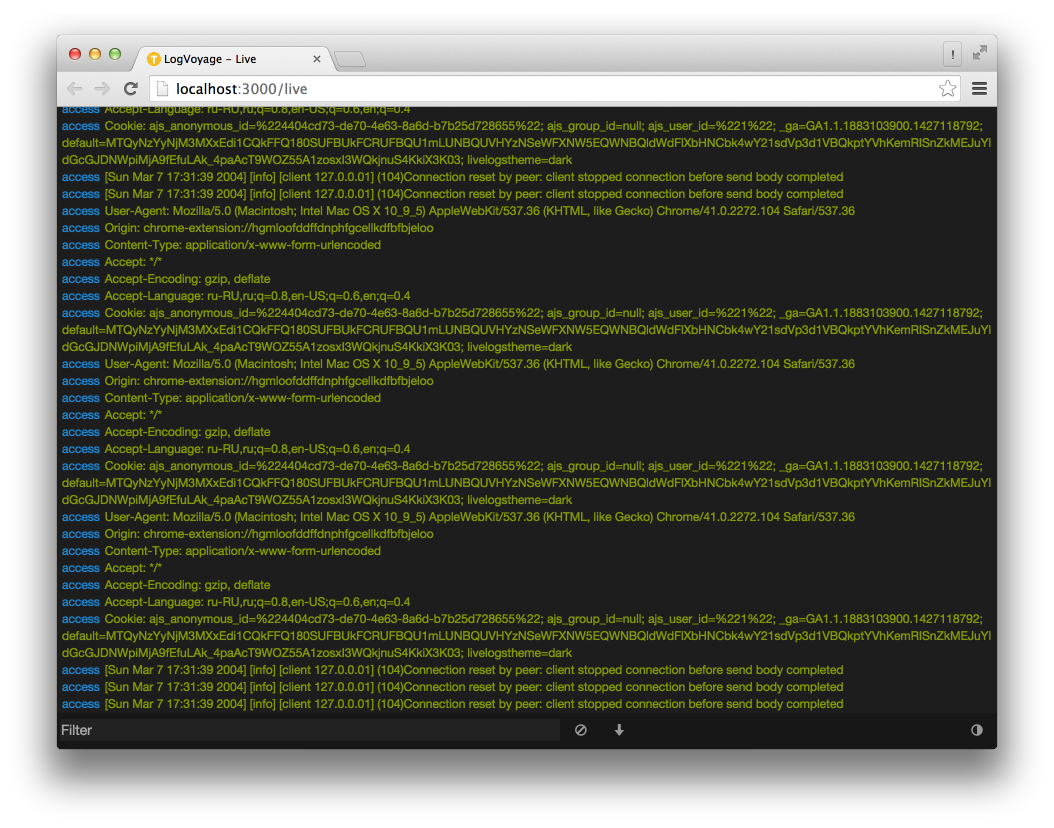 LogVoyage – Live
localhost:3000/live
access Accept-Language: ru-RU,ru;q=0.8,en-US;q=0.6,en;q=0.4
access Cookie: ajs_anonymous_id=%224404cd73-de70-4e63-8a6d-b7b25d728655%22; ajs_group_id=null; ajs_user_id=%221%22; _ga=GA1.1.1883103900.1427118792;
default=MTQyNzYyNjM3MXxEdi1CQkFFQ180SUFBUkFCRUFBQU1mLUNBQUVHYzNSeWFXNW5EQWNBQldWdFlXbHNCbk4wY21sdVp3d1VBQkptYVhKemRISnZkMEJuYl
dGcGJDNWpiMjA9fEfuLAk_4paAcT9WOZ55A1zosxI3WQkjnuS4KkiX3K03; livelogstheme=dark
access [Sun Mar 7 17:31:39 2004] [info] [client 127.0.0.01] (104)Connection reset by peer: client stopped connection before send body completed
access [Sun Mar 7 17:31:39 2004] [info] [client 127.0.0.01] (104)Connection reset by peer: client stopped connection before send body completed
access User-Agent: Mozilla/5.0 (Macintosh; Intel Mac OS X 10_9_5) AppleWebKit/537.36 (KHTML, like Gecko) Chrome/41.0.2272.104 Safari/537.36
access Origin: chrome-extension://hgmloofddffdnphfgcellkdfbfbjeloo
access Content-Type: application/x-www-form-urlencoded
access Accept: */*
access Accept-Encoding: gzip, deflate
access Accept-Language: ru-RU,ru;q=0.8,en-US;q=0.6,en;q=0.4
access Cookie: ajs_anonymous_id=%224404cd73-de70-4e63-8a6d-b7b25d728655%22; ajs_group_id=null; ajs_user_id=%221%22; _ga=GA1.1.1883103900.1427118792;
default=MTQyNzYyNjM3MXxEdi1CQkFFQ180SUFBUkFCRUFBQU1mLUNBQUVHYzNSeWFXNW5EQWNBQldWdFlXbHNCbk4wY21sdVp3d1VBQkptYVhKemRISnZkMEJuYl
dGcGJDNWpiMjA9fEfuLAk_4paAcT9WOZ55A1zosxI3WQkjnuS4KkiX3K03; livelogstheme=dark
access User-Agent: Mozilla/5.0 (Macintosh; Intel Mac OS X 10_9_5) AppleWebKit/537.36 (KHTML, like Gecko) Chrome/41.0.2272.104 Safari/537.36
access Origin: chrome-extension://hgmloofddffdnphfgcellkdfbfbjeloo
access Content-Type: application/x-www-form-urlencoded
access Accept: */*
access Accept-Encoding: gzip, deflate
access Accept-Language: ru-RU,ru;q=0.8,en-US;q=0.6,en;q=0.4
access Cookie: ajs_anonymous_id=%224404cd73-de70-4e63-8a6d-b7b25d728655%22; ajs_group_id=null; ajs_user_id=%221%22; _ga=GA1.1.1883103900.1427118792;
default=MTQyNzYyNjM3MXxEdi1CQkFFQ180SUFBUkFCRUFBQU1mLUNBQUVHYzNSeWFXNW5EQWNBQldWdFlXbHNCbk4wY21sdVp3d1VBQkptYVhKemRISnZkMEJuYl
dGcGJDNWpiMjA9fEfuLAk_4paAcT9WOZ55A1zosxI3WQkjnuS4KkiX3K03; livelogstheme=dark
access User-Agent: Mozilla/5.0 (Macintosh; Intel Mac OS X 10_9_5) AppleWebKit/537.36 (KHTML, like Gecko) Chrome/41.0.2272.104 Safari/537.36
access Origin: chrome-extension://hgmloofddffdnphfgcellkdfbfbjeloo
access Content-Type: application/x-www-form-urlencoded
access Accept: */*
access Accept-Encoding: gzip, deflate
access Accept-Language: ru-RU,ru;q=0.8,en-US;q=0.6,en;q=0.4
access Cookie: ajs_anonymous_id=%224404cd73-de70-4e63-8a6d-b7b25d728655%22; ajs_group_id=null; ajs_user_id=%221%22; _ga=GA1.1.1883103900.1427118792;
default=MTQyNzYyNjM3MXxEdi1CQkFFQ180SUFBUkFCRUFBQU1mLUNBQUVHYzNSeWFXNW5EQWNBQldWdFlXbHNCbk4wY21sdVp3d1VBQkptYVhKemRISnZkMEJuYl
dGcGJDNWpiMjA9fEfuLAk_4paAcT9WOZ55A1zosxI3WQkjnuS4KkiX3K03; livelogstheme=dark
access [Sun Mar 7 17:31:39 2004] [info] [client 127.0.0.01] (104)Connection reset by peer: client stopped connection before send body completed
access [Sun Mar 7 17:31:39 2004] [info] [client 127.0.0.01] (104)Connection reset by peer: client stopped connection before send body completed
access [Sun Mar 7 17:31:39 2004] [info] [client 127.0.0.01] (104)Connection reset by peer: client stopped connection before send body completed
Filter